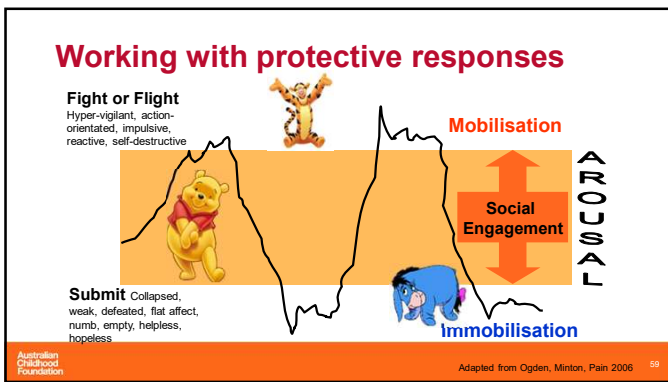 Working with protective responses
Fight or Flight
Hyper-vigilant, action-
orientated, impulsive,
reactive, self-destructive
Mobilisation
Social
Engagement
AROUSAL
Submit Collapsed,
weak, defeated, flat affect,
numb, empty, helpless,
hopeless
Immobilisation
Australian
Childhood
Foundation
Adapted from Ogden, Minton, Pain 2006
59